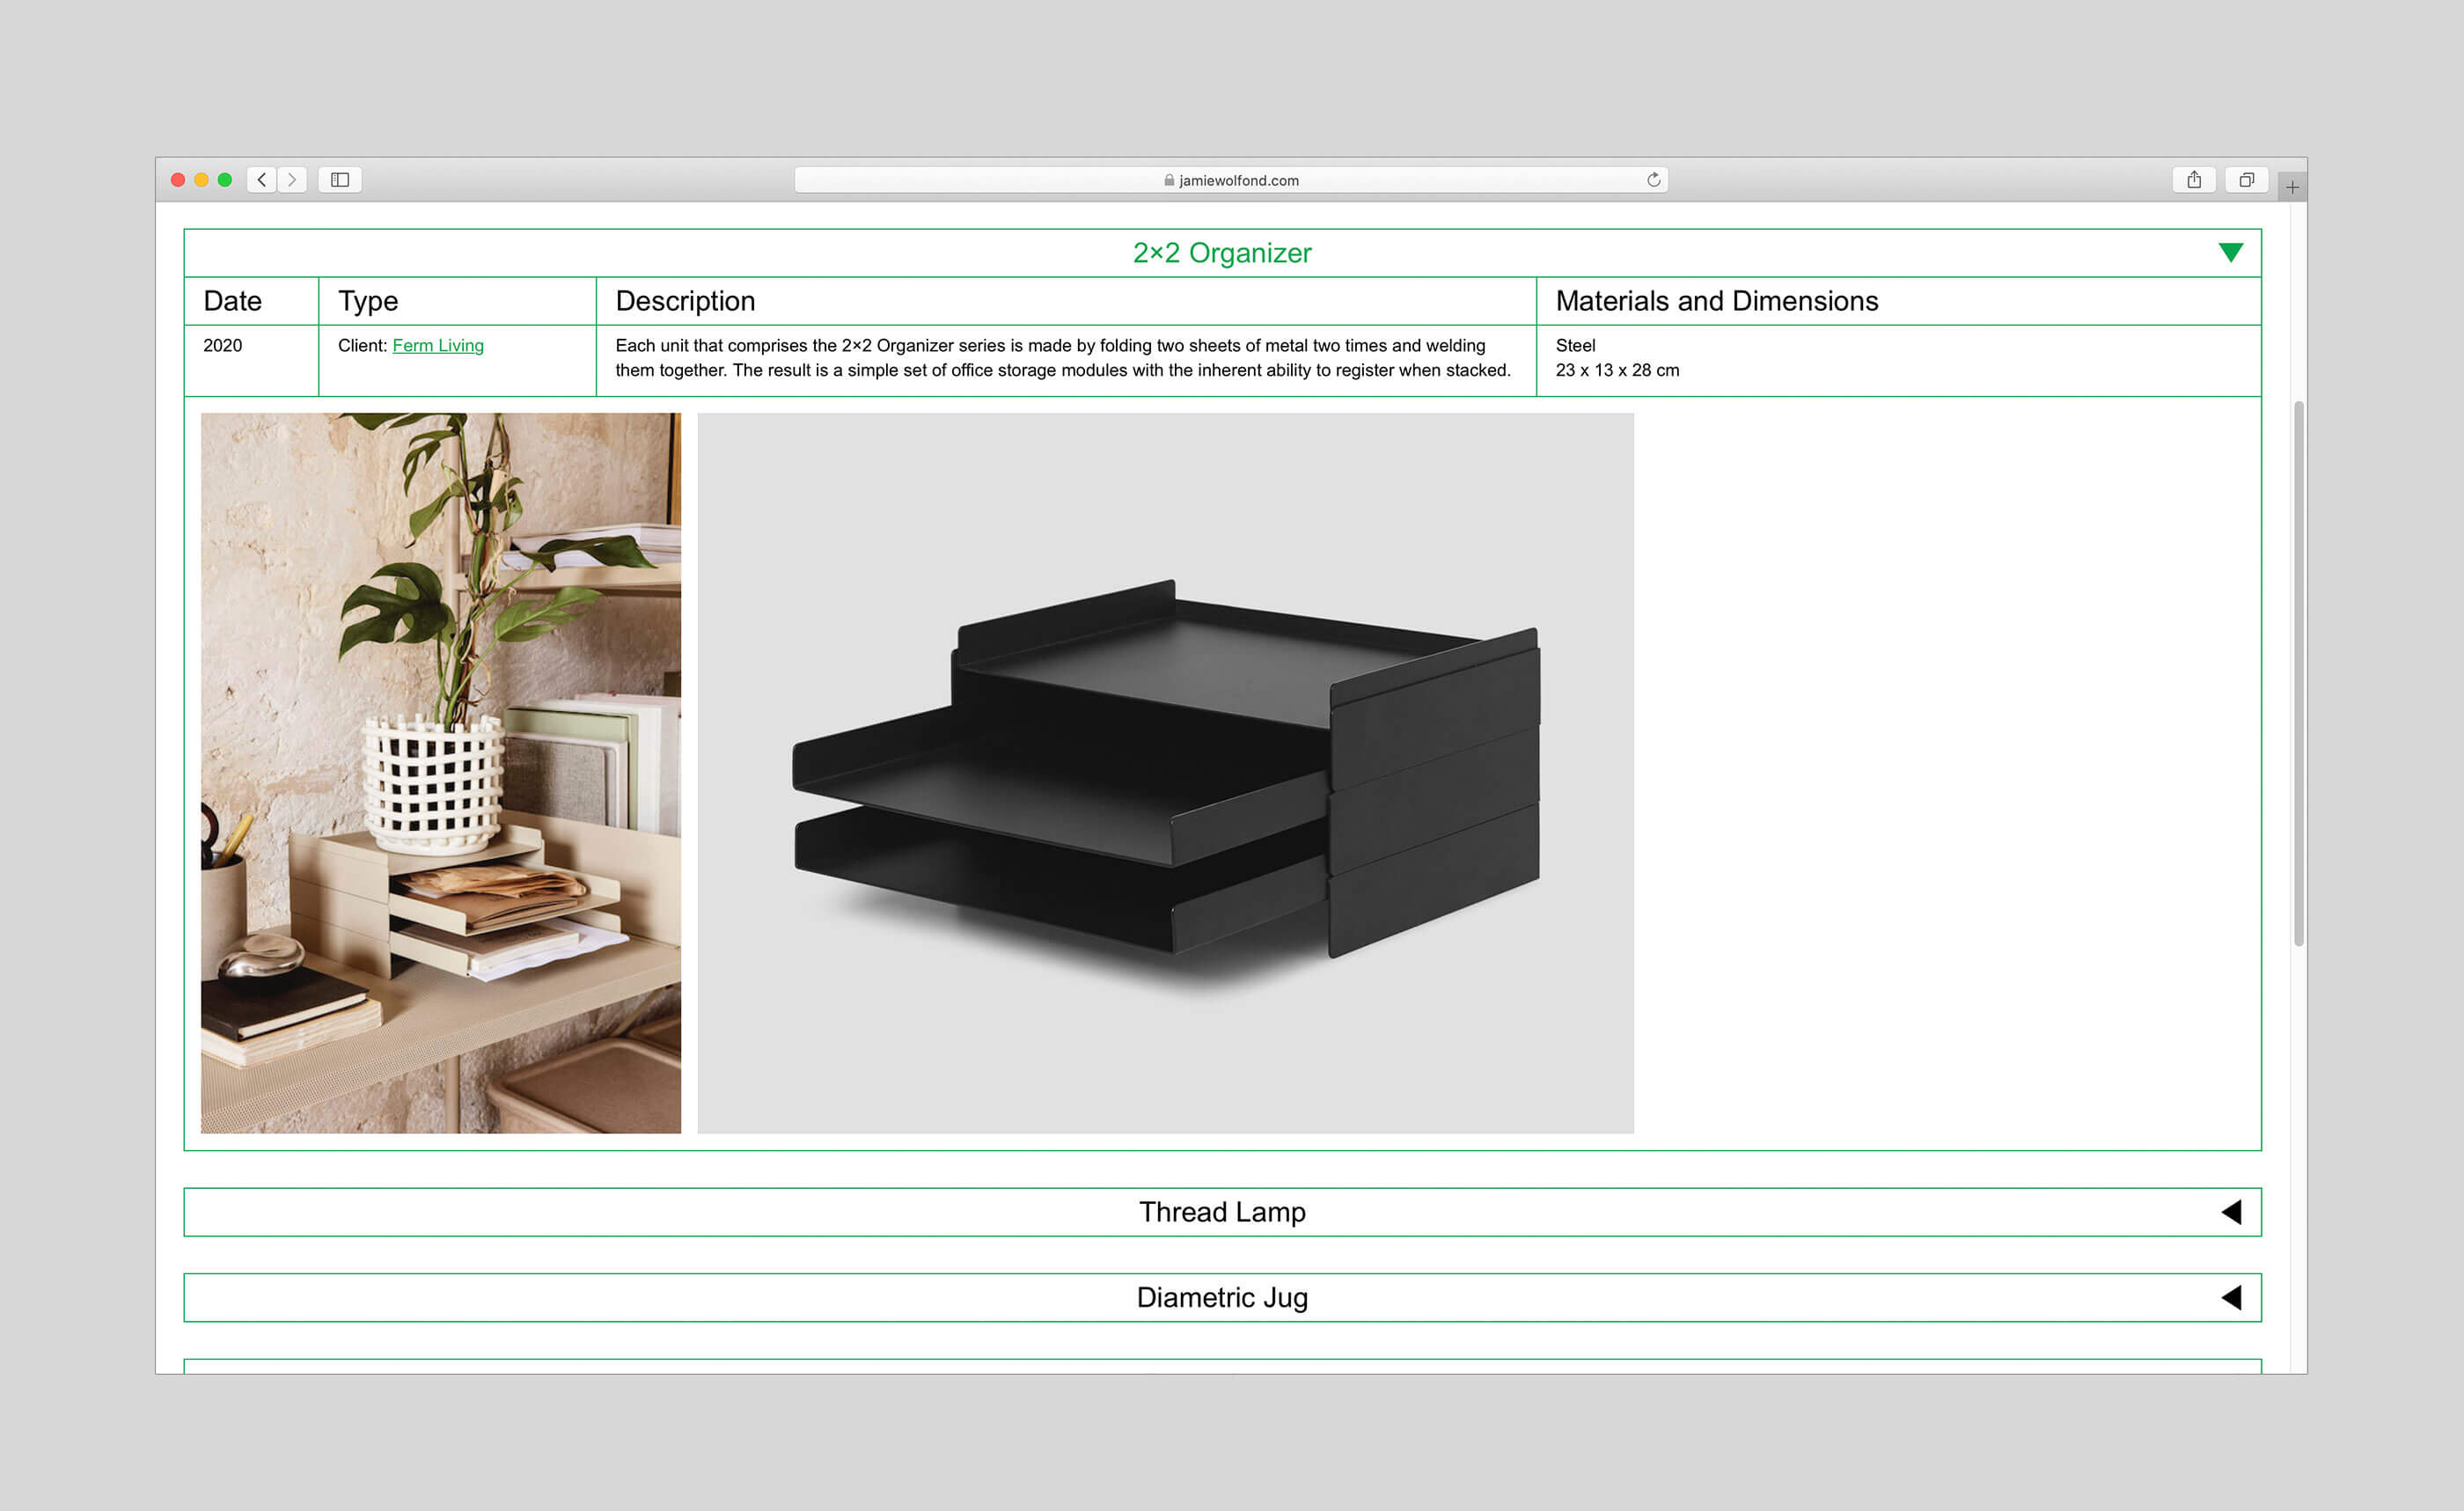 jamiewolfond.com
2×2 Organizer
Date
Type
Description
Materials and Dimensions
2020
Client: Ferm Living
Each unit that comprises the 2×2 Organizer series is made by folding two sheets of metal two times and welding
them together. The result is a simple set of office storage modules with the inherent ability to register when stacked.
Steel
23 x 13 x 28 cm
Thread Lamp
Diametric Jug